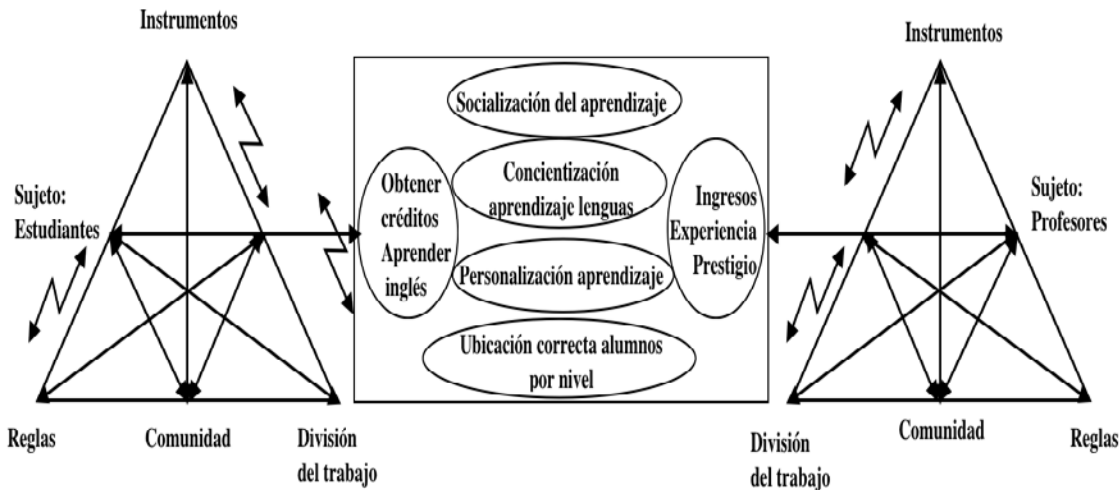 Instrumentos
Sujeto:
Estudiantes
Reglas
Comunidad
División
del trabajo
Socialización del aprendizaje
Obtener
créditos
Aprender
inglés
Concientización
aprendizaje lenguas
Personalización aprendizaje
Ubicación correcta alumnos
por nivel
Ingresos
Experiencia
Prestigio
Instrumentos
Sujeto:
Profesores
División
del trabajo
Comunidad
Reglas